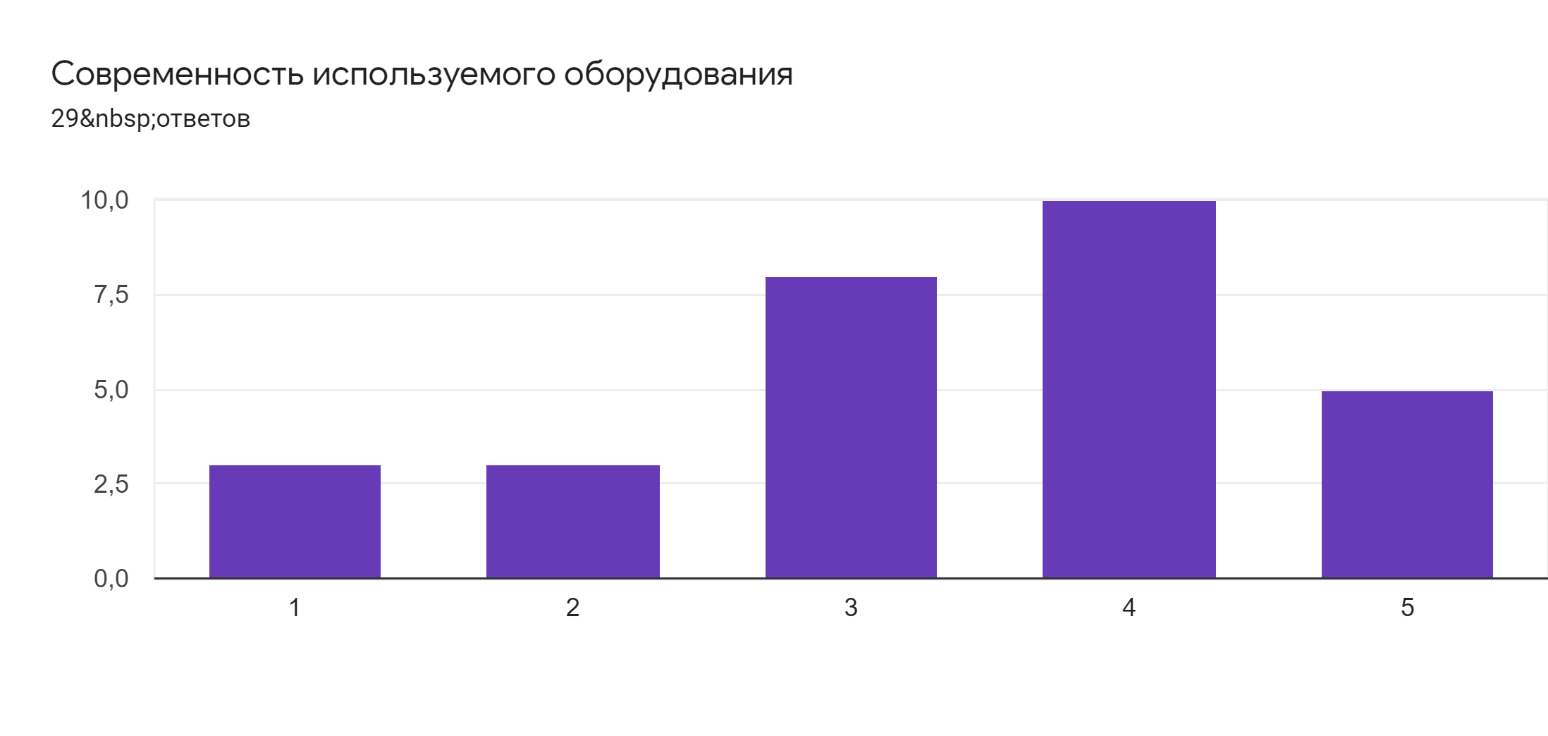 Современность используемого оборудования
29&nbsp;ответов
10,0
7,5
5,0
2,5
0,0
1 2 3 4 5